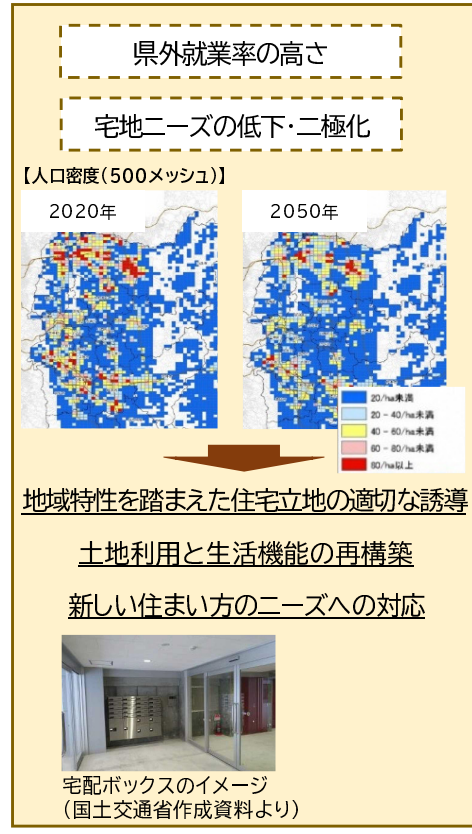 県外就業率の高さ
宅地ニーズの低下・二極化
【人口密度(500メッシュ)】
2020年
2050年
20/ha未満
20 - 40/ha未満
40 - 60/ha未満
60 - 80/ha未満
80/ha以上
地域特性を踏まえた住宅立地の適切な誘導
土地利用と生活機能の再構築
新しい住まい方のニーズへの対応
宅配ボックスのイメージ
（国土交通省作成資料より）